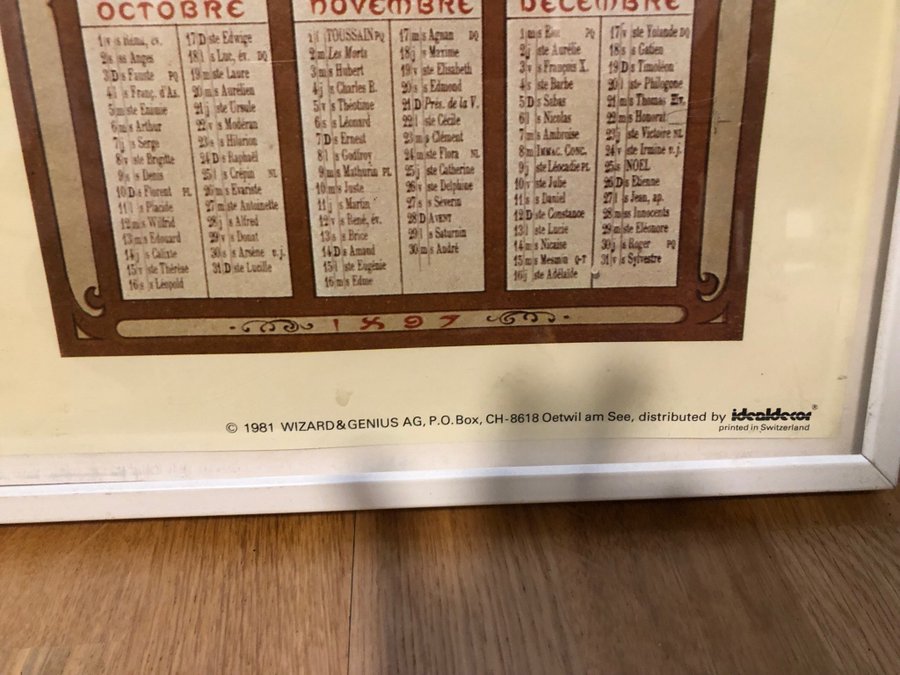 OCTOBRE
1 v s Rémi, év.
2 s ss Anges
3 D s Fauste PQ
4 l s Franç. d'As.
5 m ste Enimie
6 m s Arthur
7 j s Serge
8 v ste Brigitte
9 s s Denis
10 D s Florent PL
11 l s Placide
12 m s Wilfrid
13 m s Edouard
14 j s Calixte
15 v ste Thérèse
16 s s Léopold
17 D ste Edwige
18 l s Luc, év. DQ
19 m ste Laure
20 m s Aurélien
21 j ste Ursule
22 v s Modéran
23 s s Hilarion
24 D s Raphaël
25 l s Crépin NL
26 m s Evariste
27 m ste Antoinette
28 j s Alfred
29 v s Donat
30 s s Arsène v.j.
31 D ste Lucille
NOVEMBRE
1 l TOUSSAIN PQ
2 m Les Morts
3 m s Hubert
4 j s Charles B.
5 v s Théotime
6 s s Léonard
7 D s Ernest
8 l s Godfroy
9 m s Mathurin PL
10 m s Juste
11 j s Martin
12 v s René, év.
13 s s Brice
14 D s Amand
15 l ste Eugénie
16 m s Edme
17 m s Agnan DQ
18 j s Maxime
19 v ste Elisabeth
20 s s Edmond
21 D Prés. de la V.
22 l ste Cécile
23 m s Clément
24 m ste Flora NL
25 j ste Catherine
26 v ste Delphine
27 s s Séverin
28 D AVENT
29 l s Saturnin
30 m s André
DECEMBRE
1 m s Eloi PQ
2 j ste Aurélie
3 v s François X.
4 s ste Barbe
5 D s Sabas
6 l s Nicolas
7 m s Ambroise
8 m IMMAC. CONC.
9 j ste Léocadie PL
10 v ste Julie
11 s s Daniel
12 D ste Constance
13 l ste Lucie
14 m s Nicaise
15 m s Mesmin Q-T
16 j ste Adélaïde
17 v ste Yolande DQ
18 s s Gatien
19 D s Timoléon
20 l ste Philogone
21 m s Thomas
22 m s Honorat
23 j ste Victoire NL
24 v ste Irmine v.j.
25 s NOEL
26 D s Etienne
27 l s Jean, ap.
28 m ss Innocents
29 m ste Eléonore
30 j s Roger PQ
31 v s Sylvestre
1897
© 1981 WIZARD & GENIUS AG, P.O. Box, CH-8618 Oetwil am See, distributed by idealdecor®
printed in Switzerland